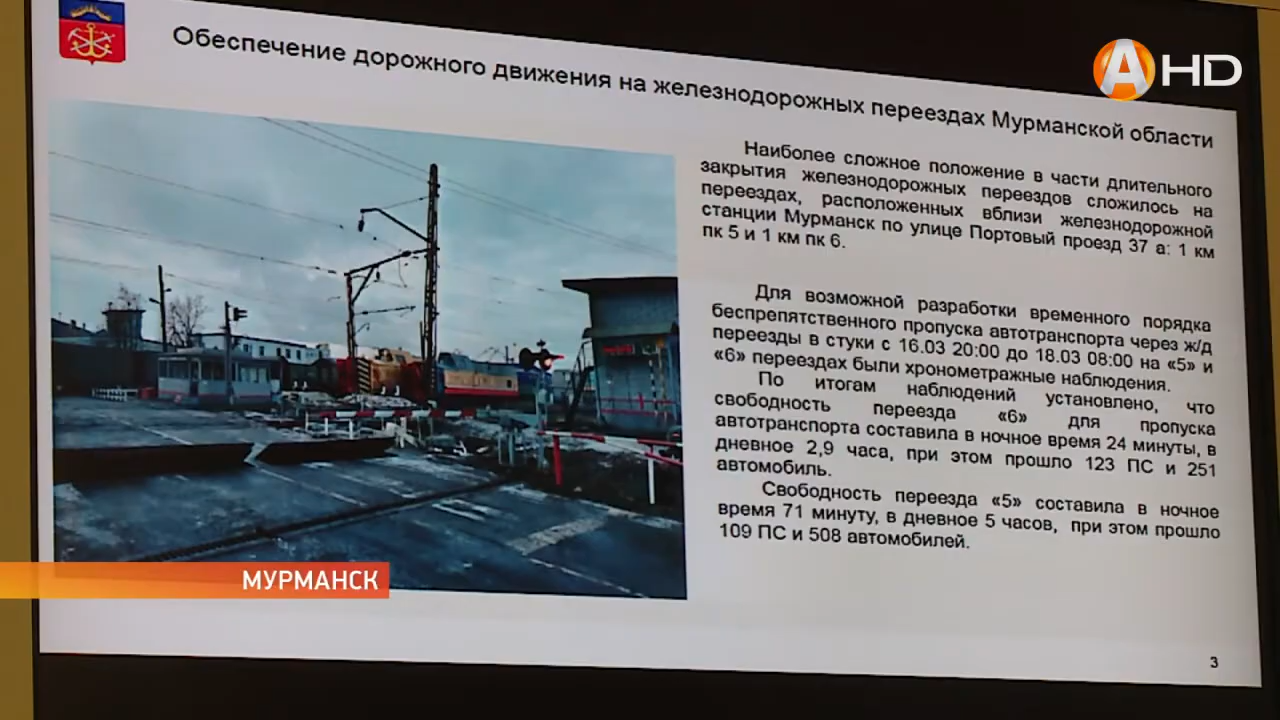 Обеспечение дорожного движения на железнодорожных переездах Мурманской области
A HD
Наиболее сложное положение в части длительного
закрытия железнодорожных переездов сложилось на
переездах, расположенных вблизи железнодорожной
станции Мурманск по улице Портовый проезд 37 а: 1 км
пк 5 и 1 км пк 6.
Для возможной разработки временного порядка
беспрепятственного пропуска автотранспорта через ж/д
переезды в стуки с 16.03 20:00 до 18.03 08:00 на «5» и
«6» переездах были хронометражные наблюдения.
По итогам наблюдений установлено, что
свободность переезда «6» для пропуска
автотранспорта составила в ночное время 24 минуты, в
дневное 2,9 часа, при этом прошло 123 ПС и 251
автомобиль.
Свободность переезда «5» составила в ночное
время 71 минуту, в дневное 5 часов, при этом прошло
109 ПС и 508 автомобилей.
МУРМАНСК
3